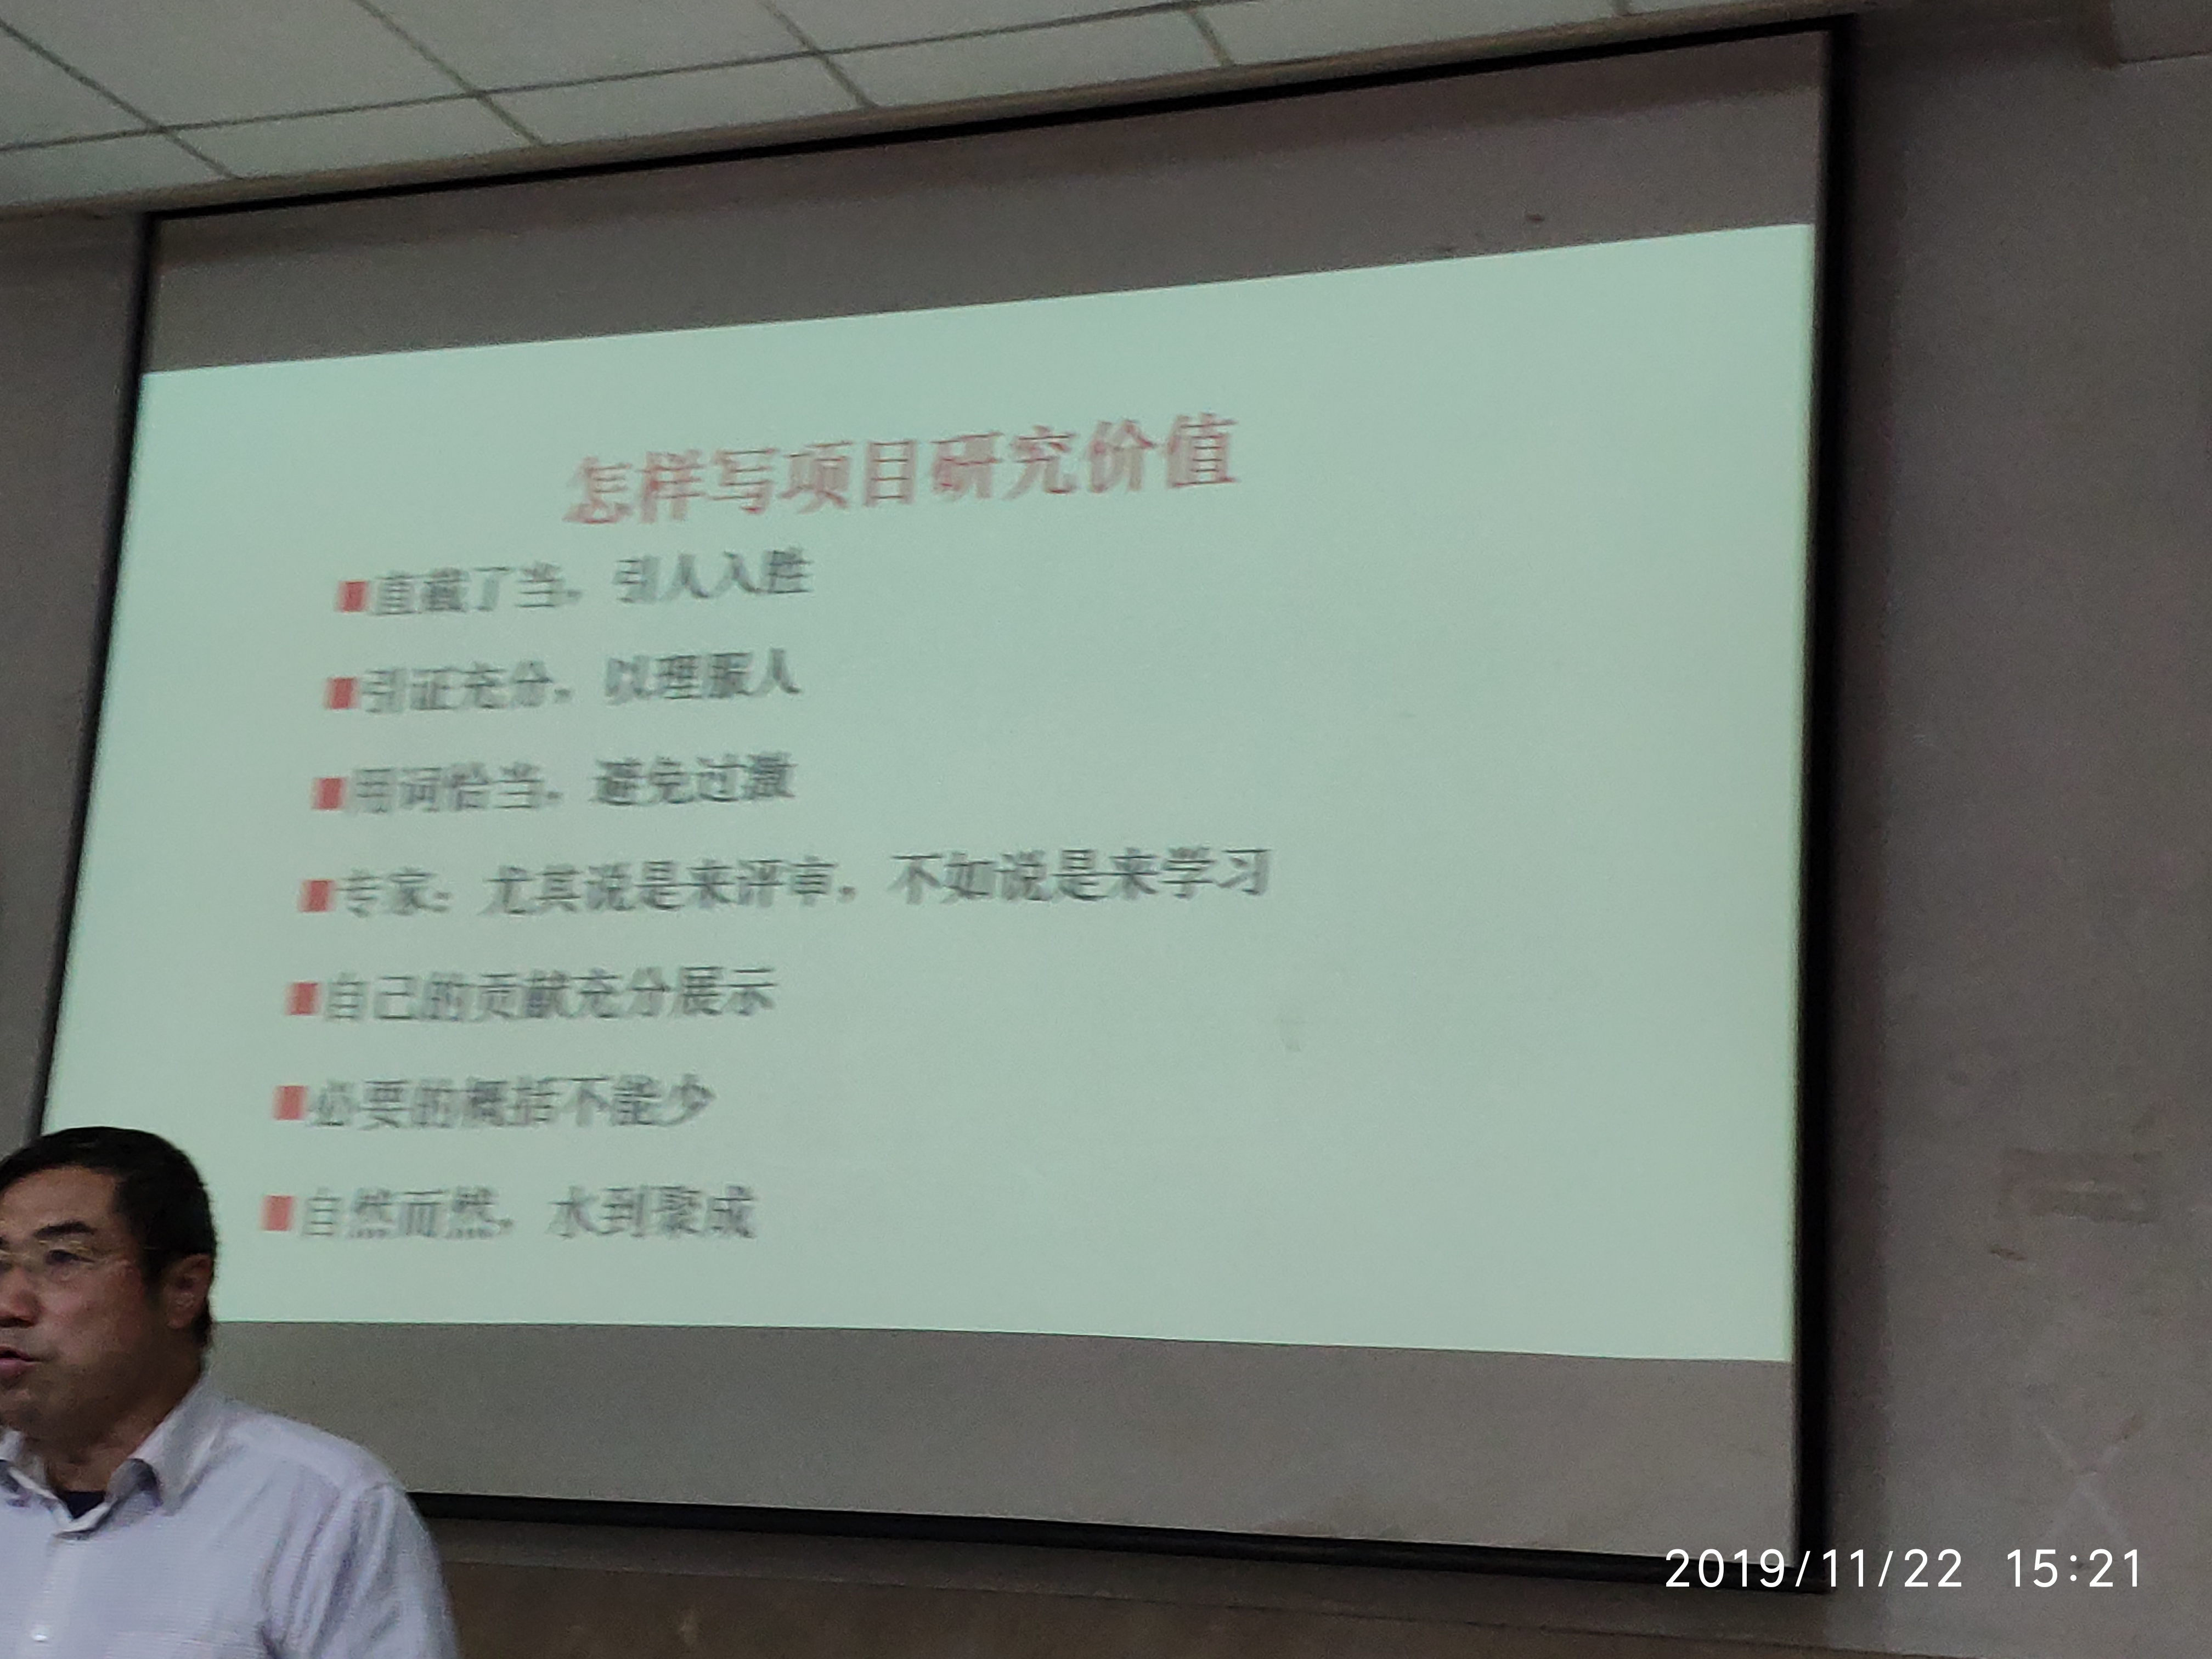 怎样写项目研究价值
直截了当，引人入胜
引证充分，以理服人
用词恰当，避免过激
专家：尤其说是来评审，不如说是来学习
自己的贡献充分展示
必要的概括不能少
自然而然，水到聚成
2019/11/22 15:21